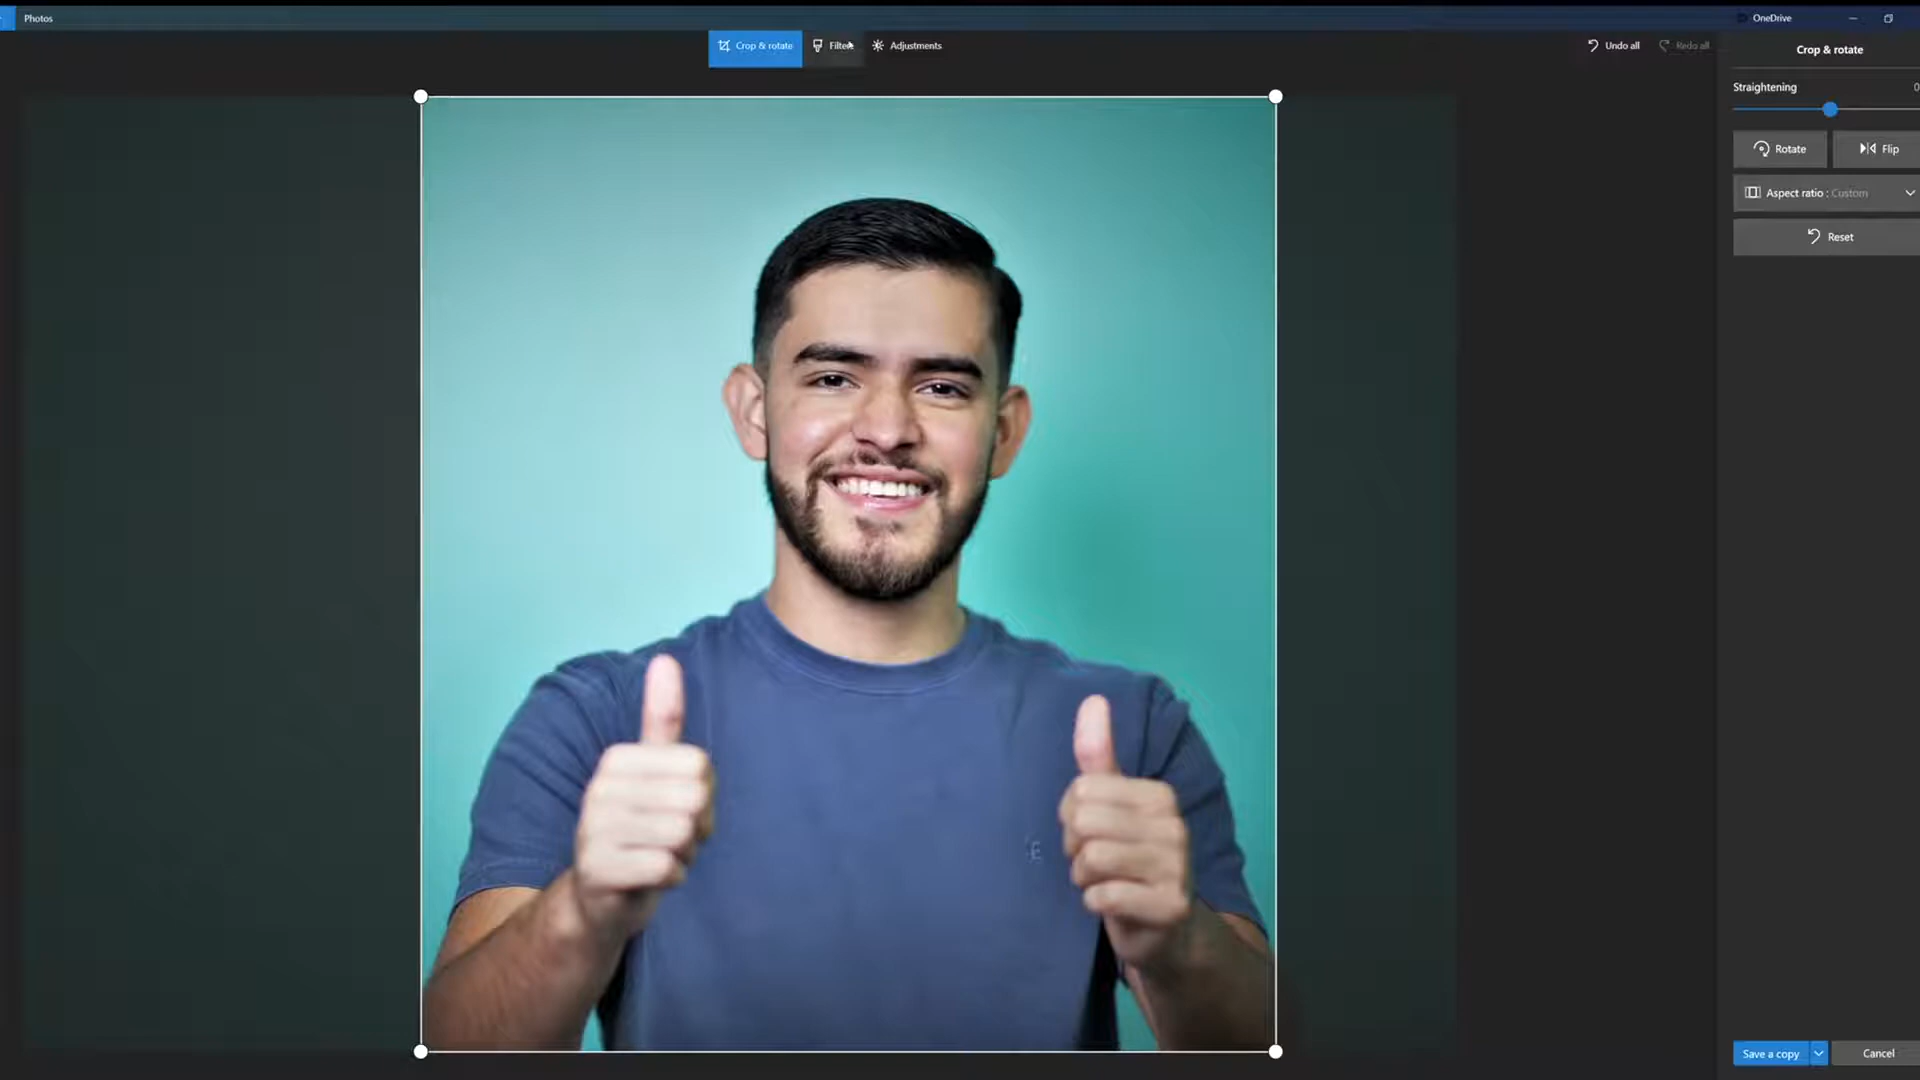 Photos
OneDrive
Crop & rotate
Filters
Adjustments
Undo all
Redo all
Crop & rotate
Straightening
0
Rotate
Flip
Aspect ratio : Custom
Reset
Save a copy
Cancel